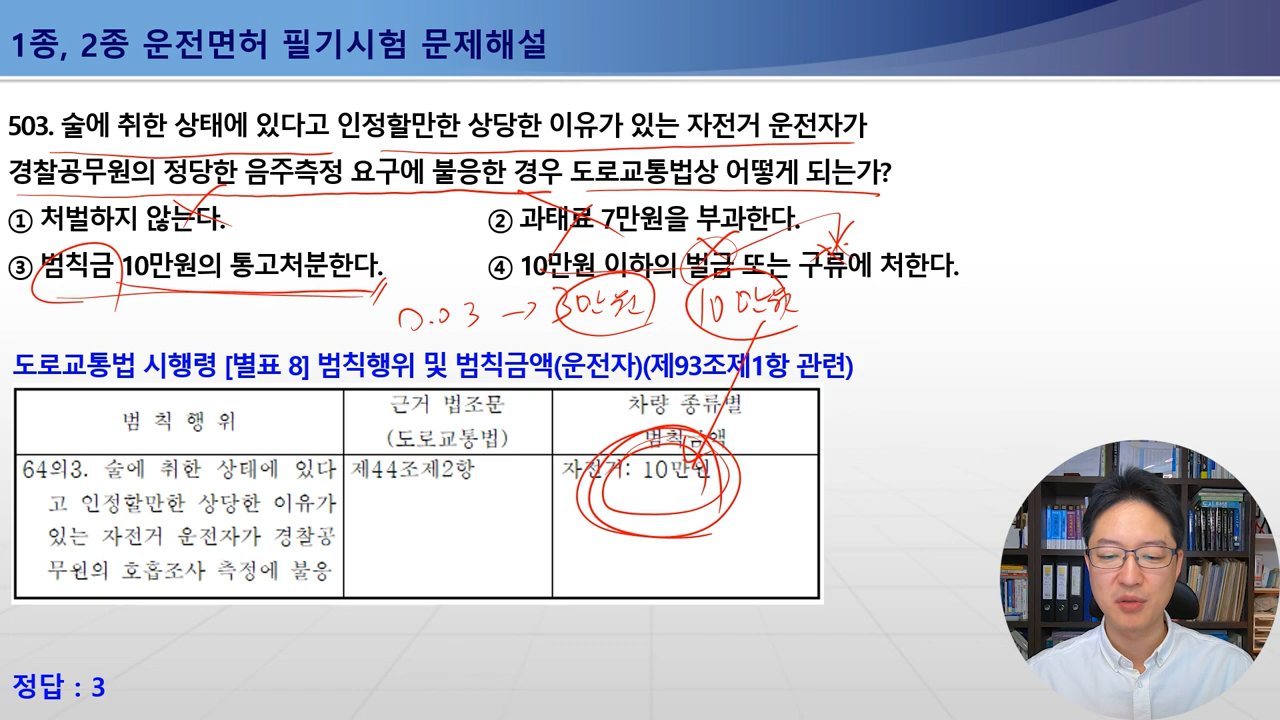 1종, 2종 운전면허 필기시험 문제해설
503. 술에 취한 상태에 있다고 인정할만한 상당한 이유가 있는 자전거 운전자가
경찰공무원의 정당한 음주측정 요구에 불응한 경우 도로교통법상 어떻게 되는가?
① 처벌하지 않는다.
② 과태료 7만원을 부과한다.
③ 범칙금 10만원의 통고처분한다.
④ 10만원 이하의 벌금 또는 구류에 처한다.
0.03 → 3만원 10만원
도로교통법 시행령 [별표 8] 범칙행위 및 범칙금액(운전자)(제93조제1항 관련)
범 칙 행 위
근거 법조문
(도로교통법)
차량 종류별
범칙금액
64의3. 술에 취한 상태에 있다
고 인정할만한 상당한 이유가
있는 자전거 운전자가 경찰공
무원의 호흡조사 측정에 불응
제44조제2항
자전거: 10만원
정답 : 3